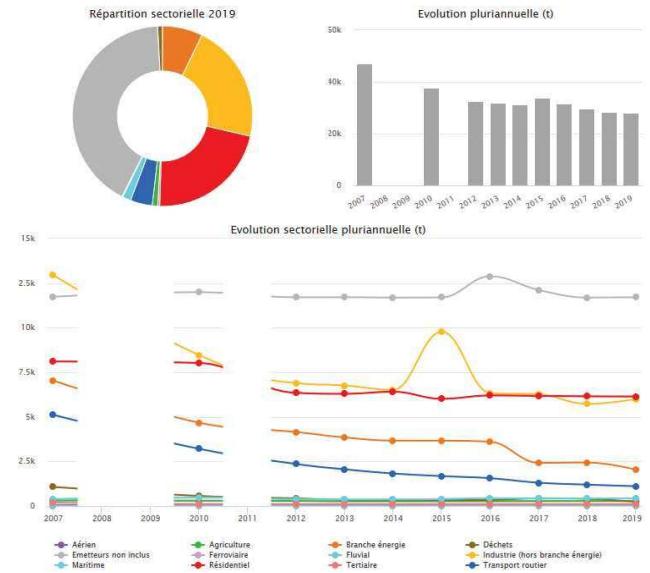 Répartition sectorielle 2019
Evolution pluriannuelle (t)
50k
40k
20k
0
2007 2008 2009 2010 2011 2012 2013 2014 2015 2016 2017 2018 2019
Evolution sectorielle pluriannuelle (t)
15k
2.5k
10k
7.5k
5k
2.5k
0
2007 2008 2009 2010 2011 2012 2013 2014 2015 2016 2017 2018 2019
Aérien Agriculture Branche énergie Déchets
Emetteurs non inclus Ferroviaire Fluvial Industrie (hors branche énergie)
Maritime Résidentiel Tertiaire Transport routier